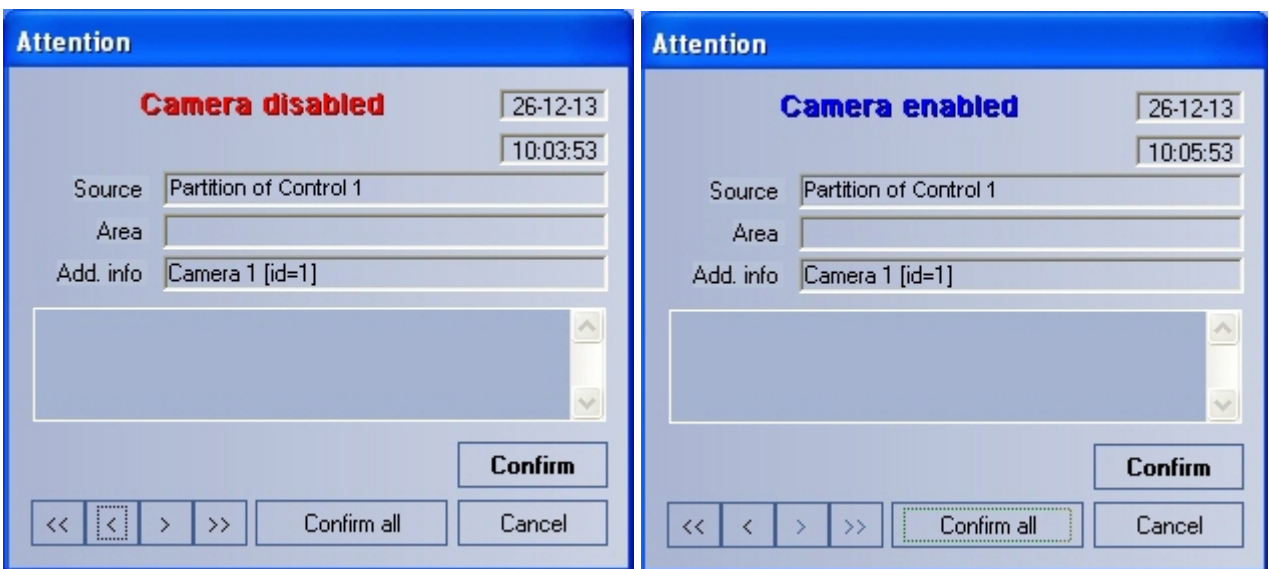 Attention
Camera disabled
26-12-13
10:03:53
Source Partition of Control 1
Area
Add. info Camera 1 [id=1]
Confirm
<< < > >> Confirm all Cancel
Attention
Camera enabled
26-12-13
10:05:53
Source Partition of Control 1
Area
Add. info Camera 1 [id=1]
Confirm
<< < > >> Confirm all Cancel